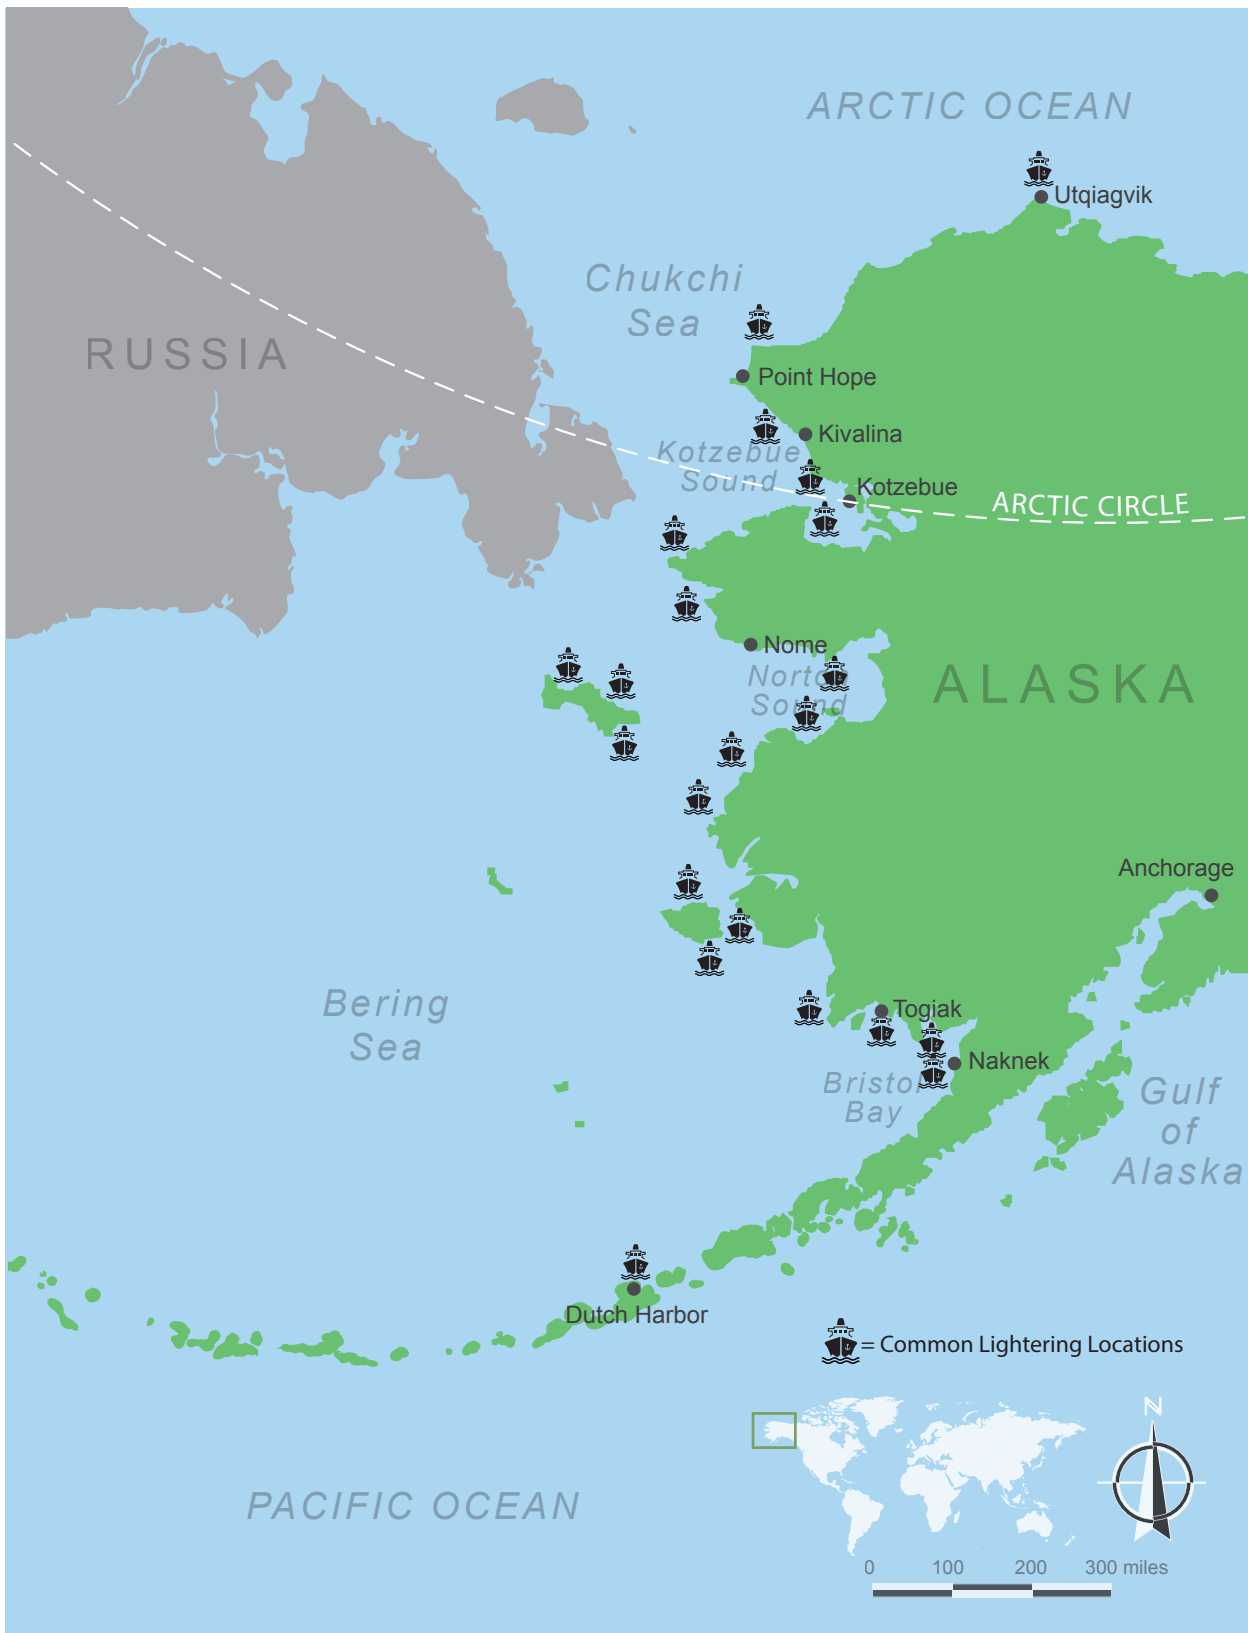 ARCTIC OCEAN
Utqiagvik
Chukchi
Sea
RUSSIA
Point Hope
Kivalina
Kotzebue
Sound
Kotzebue
ARCTIC CIRCLE
Nome
Norton
Sound
ALASKA
Anchorage
Bering
Sea
Togiak
Naknek
Bristol
Bay
Gulf
of
Alaska
Dutch Harbor
= Common Lightering Locations
N
PACIFIC OCEAN
0 100 200 300 miles